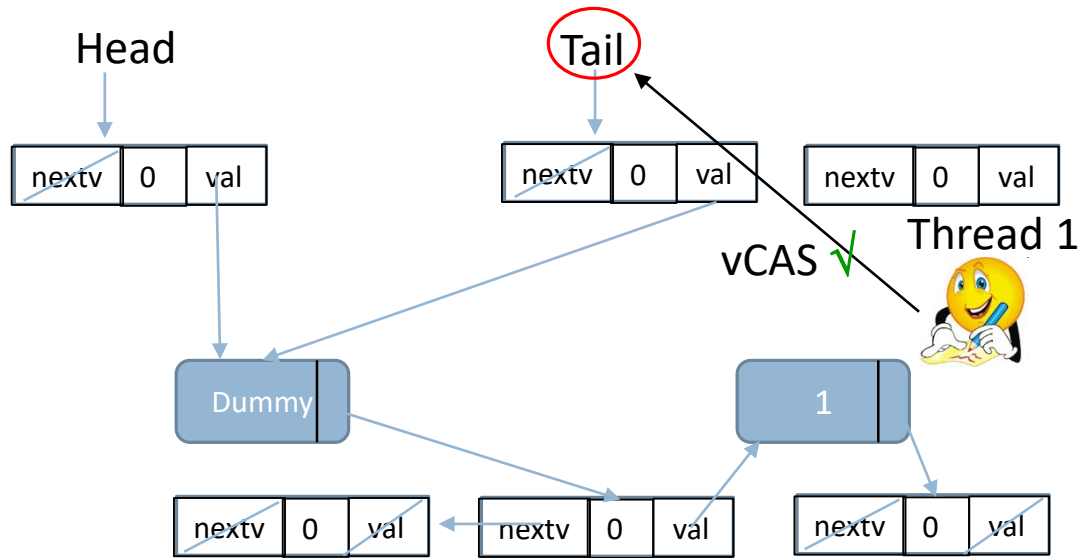 Head
Tail
nextv 0 val
nextv 0 val
nextv 0 val
Thread 1
vCAS √
Dummy
1
nextv 0 val
nextv 0 val
nextv 0 val